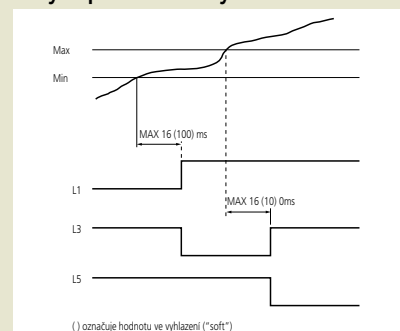 Max
Min
MAX 16 (100) ms
L1
MAX 16 (10) 0ms
L3
L5
( ) označuje hodnotu ve vyhlazení ("soft")